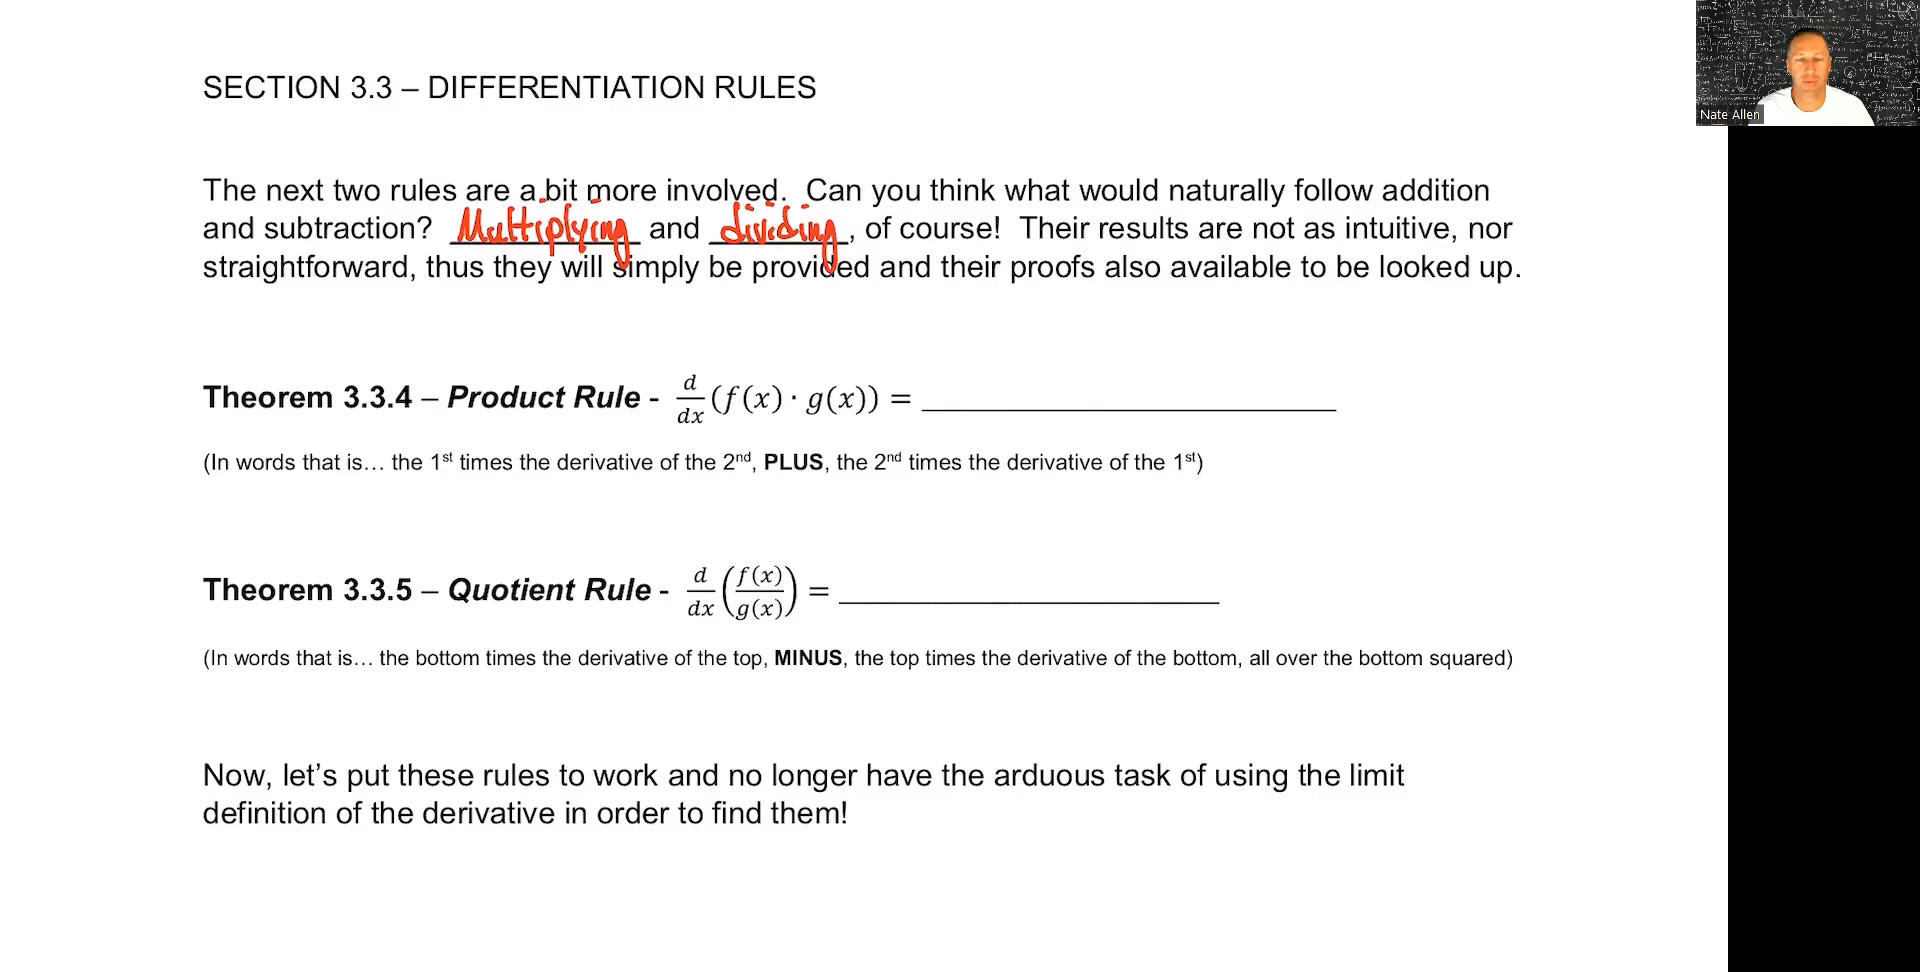 SECTION 3.3 – DIFFERENTIATION RULES
Nate Allen
The next two rules are a bit more involved. Can you think what would naturally follow addition
and subtraction? Multiplying and dividing, of course! Their results are not as intuitive, nor
straightforward, thus they will simply be provided and their proofs also available to be looked up.
Theorem 3.3.4 – Product Rule - d/dx (f(x) · g(x)) = ______________________
(In words that is… the 1st times the derivative of the 2nd, PLUS, the 2nd times the derivative of the 1st)
Theorem 3.3.5 – Quotient Rule - d/dx (f(x)/g(x)) = ______________________
(In words that is… the bottom times the derivative of the top, MINUS, the top times the derivative of the bottom, all over the bottom squared)
Now, let’s put these rules to work and no longer have the arduous task of using the limit
definition of the derivative in order to find them!